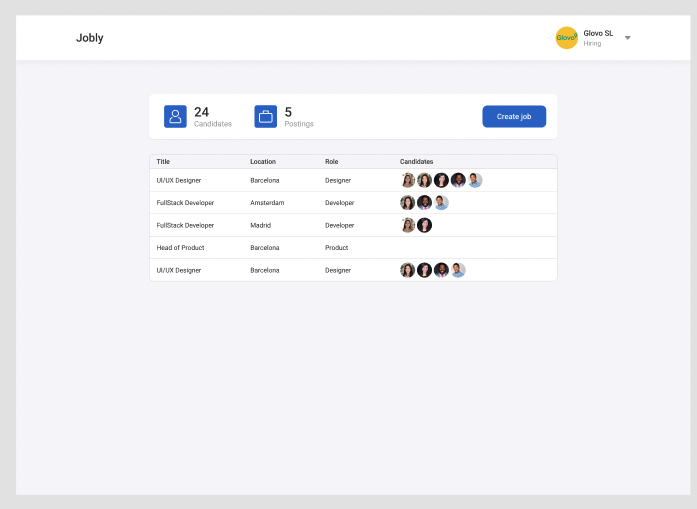 Jobly
Glovo
Glovo SL
Hiring
24
Candidates
5
Postings
Create job
Title Location Role Candidates
UI/UX Designer Barcelona Designer
FullStack Developer Amsterdam Developer
FullStack Developer Madrid Developer
Head of Product Barcelona Product
UI/UX Designer Barcelona Designer